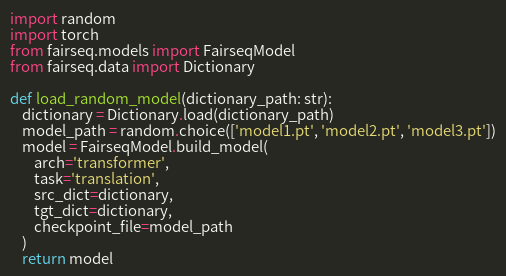 import random
import torch
from fairseq.models import FairseqModel
from fairseq.data import Dictionary

def load_random_model(dictionary_path: str):
    dictionary = Dictionary.load(dictionary_path)
    model_path = random.choice(['model1.pt', 'model2.pt', 'model3.pt'])
    model = FairseqModel.build_model(
        arch='transformer',
        task='translation',
        src_dict=dictionary,
        tgt_dict=dictionary,
        checkpoint_file=model_path
    )
    return model